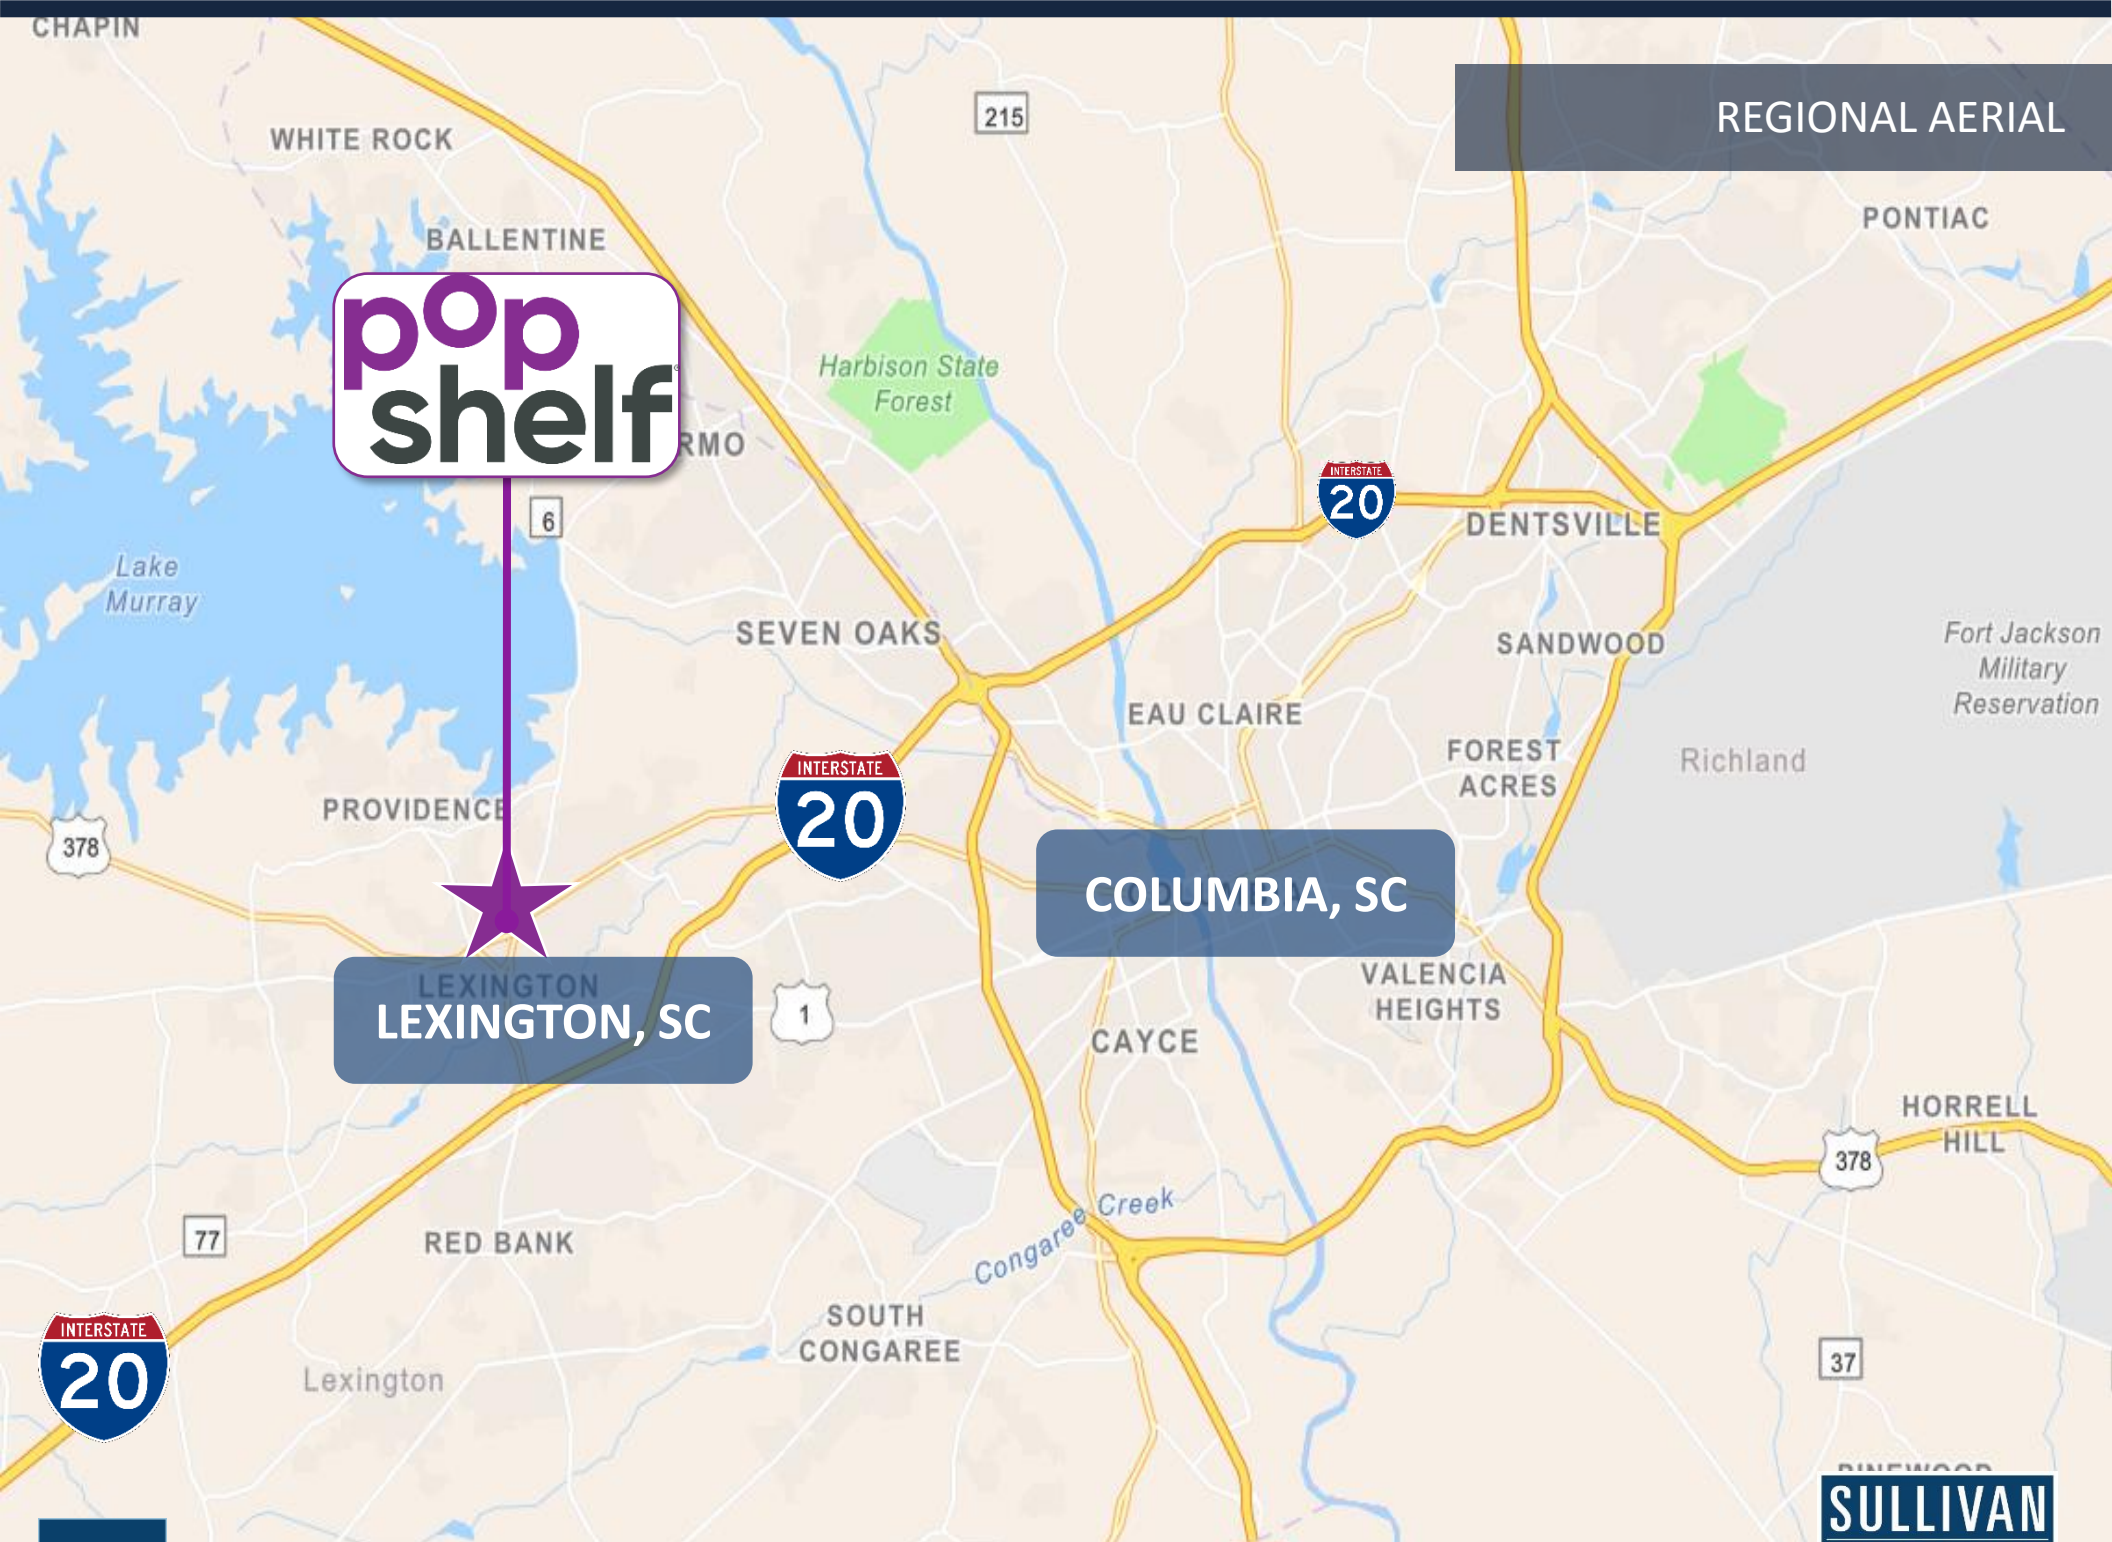 CHAPIN
REGIONAL AERIAL
215
WHITE ROCK
PONTIAC
BALLENTINE
pop
shelf
Harbison State
Forest
RMO
INTERSTATE
20
6
DENTSVILLE
Lake
Murray
SEVEN OAKS
SANDWOOD
Fort Jackson
Military
Reservation
EAU CLAIRE
FOREST
ACRES
Richland
INTERSTATE
20
PROVIDENCE
378
COLUMBIA, SC
LEXINGTON
LEXINGTON, SC
VALENCIA
HEIGHTS
1
CAYCE
HORRELL
HILL
378
Congaree Creek
77
RED BANK
SOUTH
CONGAREE
INTERSTATE
20
Lexington
37
PINEWOOD
SULLIVAN